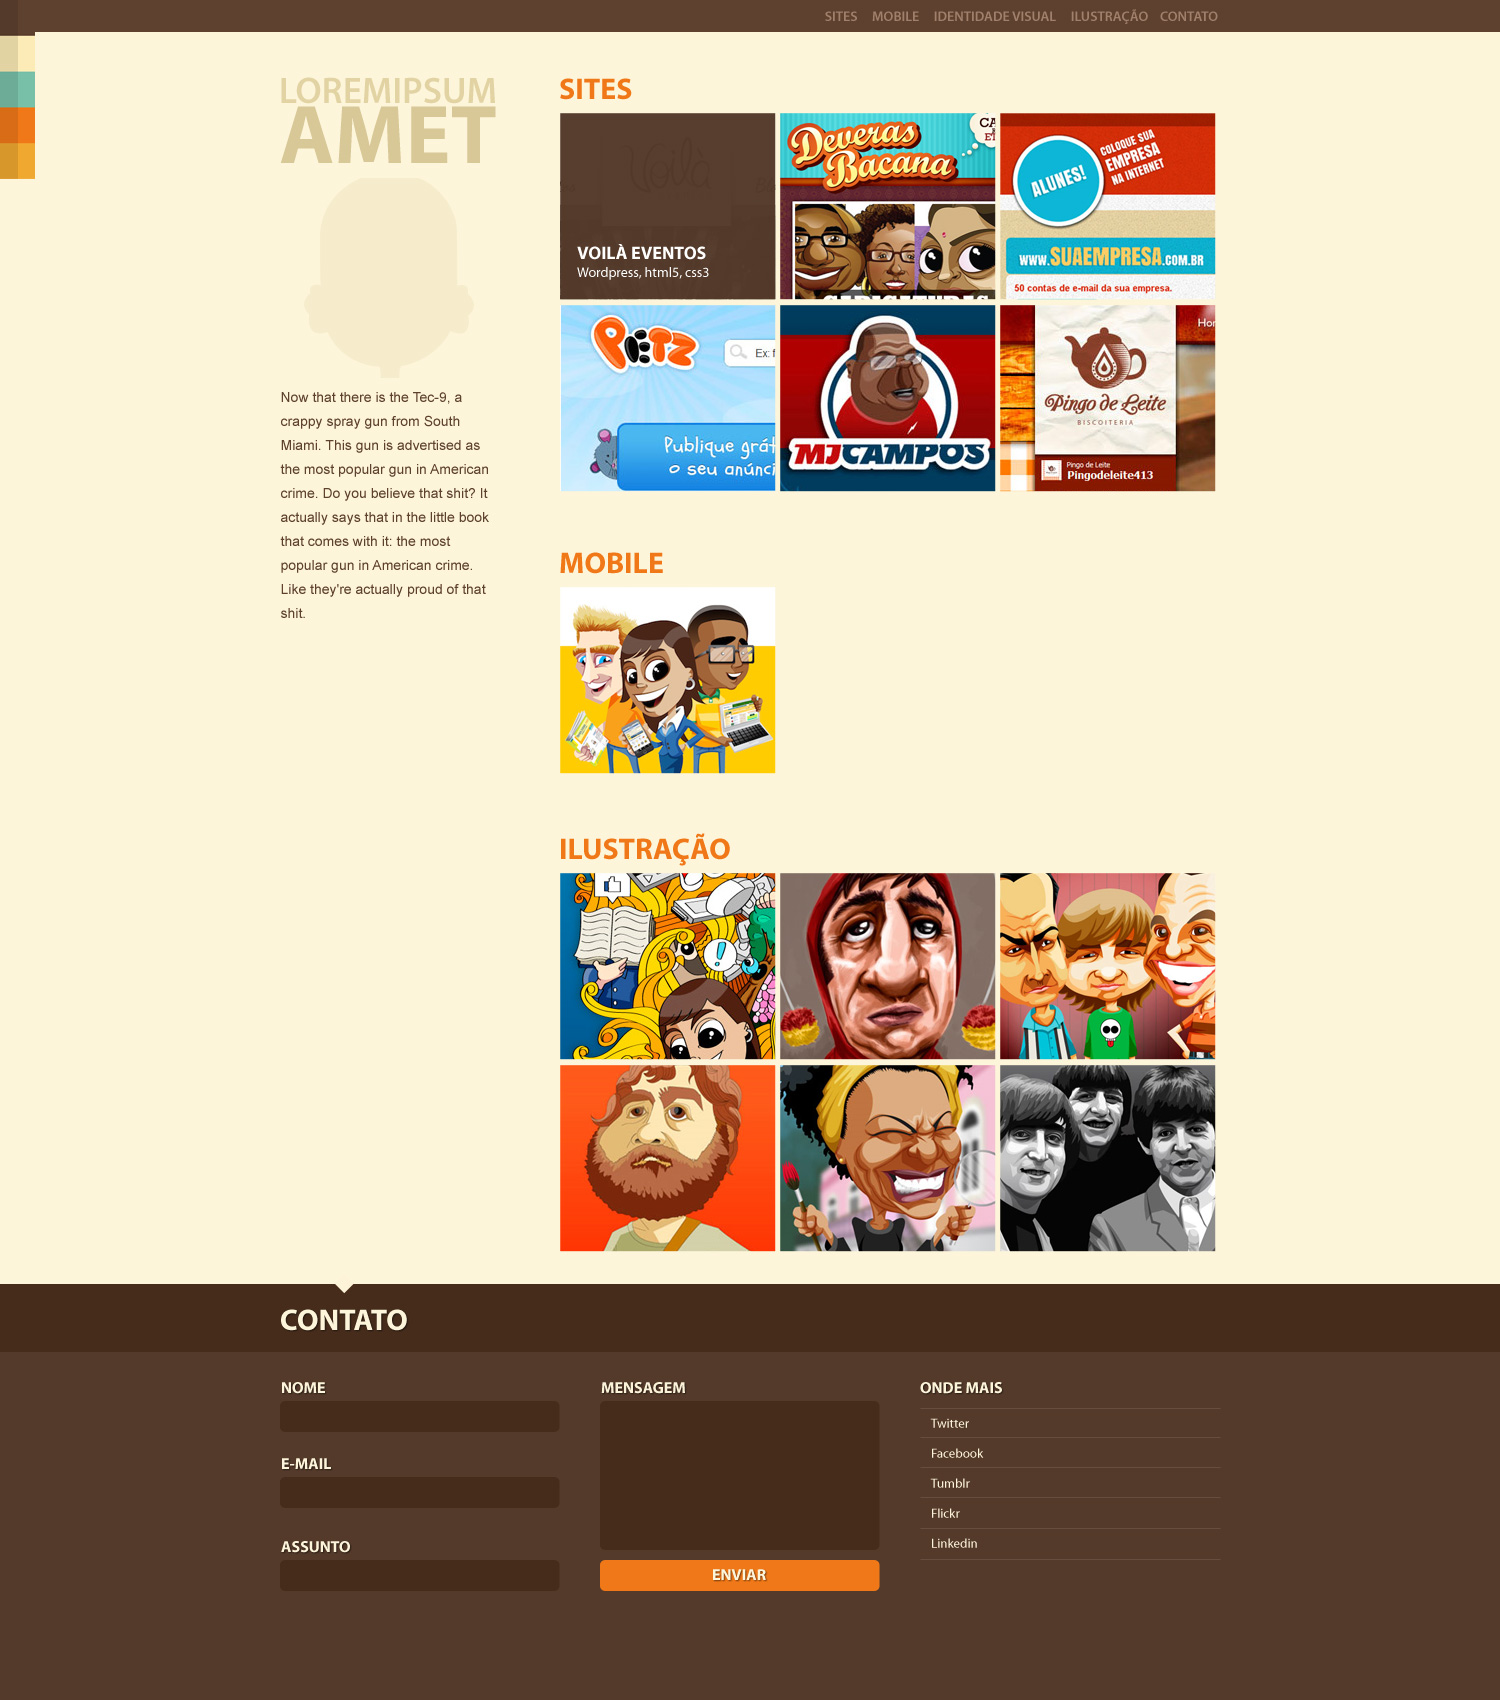 SITES MOBILE IDENTIDADE VISUAL ILUSTRAÇÃO CONTATO
LOREMIPSUM
AMET
Now that there is the Tec-9, a
crappy spray gun from South
Miami. This gun is advertised as
the most popular gun in American
crime. Do you believe that shit? It
actually says that in the little book
that comes with it: the most
popular gun in American crime.
Like they're actually proud of that
shit.
SITES
Voilà
VOILÀ EVENTOS
Wordpress, html5, css3
Deveras
Bacana
CA
ET
CARICATURAS
ALUNES!
COLOQUE SUA
EMPRESA
NA INTERNET
WWW.SUAEMPRESA.COM.BR
50 contas de e-mail da sua empresa.
PETZ
Ex: f
Publique grát
o seu anúnci
MJCAMPOS
Hor
Pingo de Leite
BISCOITERIA
Pingo de Leite
Pingodeleite413
MOBILE
ILUSTRAÇÃO
!
CONTATO
NOME
E-MAIL
ASSUNTO
MENSAGEM
ENVIAR
ONDE MAIS
Twitter
Facebook
Tumblr
Flickr
Linkedin